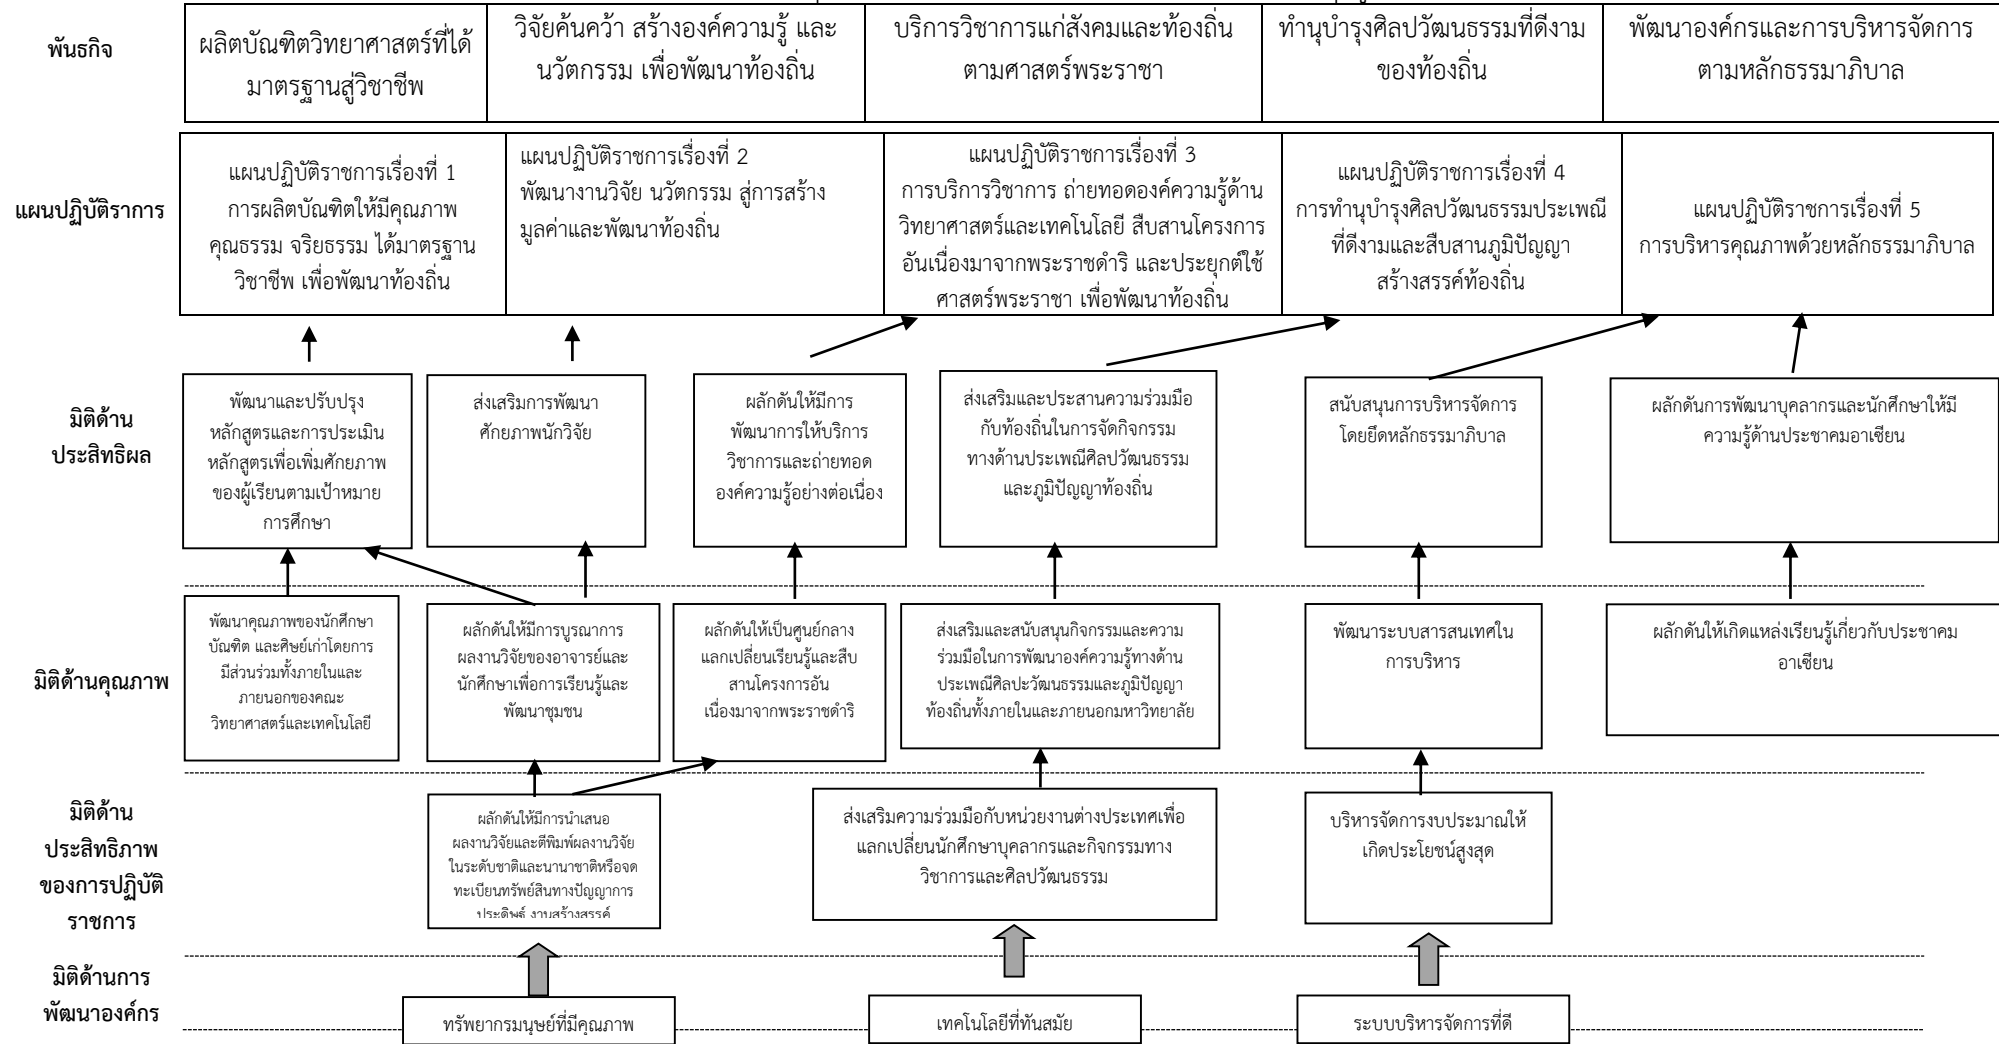 พันธกิจ
ผลิตบัณฑิตวิทยาศาสตร์ที่ได้
มาตรฐานสู่วิชาชีพ
วิจัยค้นคว้า สร้างองค์ความรู้ และ
นวัตกรรม เพื่อพัฒนาท้องถิ่น
บริการวิชาการแก่สังคมและท้องถิ่น
ตามศาสตร์พระราชา
ทำนุบำรุงศิลปวัฒนธรรมที่ดีงาม
ของท้องถิ่น
พัฒนาองค์กรและการบริหารจัดการ
ตามหลักธรรมาภิบาล
แผนปฏิบัติราการ
แผนปฏิบัติราชการเรื่องที่ 1
การผลิตบัณฑิตให้มีคุณภาพ
คุณธรรม จริยธรรม ได้มาตรฐาน
วิชาชีพ เพื่อพัฒนาท้องถิ่น
แผนปฏิบัติราชการเรื่องที่ 2
พัฒนางานวิจัย นวัตกรรม สู่การสร้าง
มูลค่าและพัฒนาท้องถิ่น
แผนปฏิบัติราชการเรื่องที่ 3
การบริการวิชาการ ถ่ายทอดองค์ความรู้ด้าน
วิทยาศาสตร์และเทคโนโลยี สืบสานโครงการ
อันเนื่องมาจากพระราชดำริ และประยุกต์ใช้
ศาสตร์พระราชา เพื่อพัฒนาท้องถิ่น
แผนปฏิบัติราชการเรื่องที่ 4
การทำนุบำรุงศิลปวัฒนธรรมประเพณี
ที่ดีงามและสืบสานภูมิปัญญา
สร้างสรรค์ท้องถิ่น
แผนปฏิบัติราชการเรื่องที่ 5
การบริหารคุณภาพด้วยหลักธรรมาภิบาล
มิติด้าน
ประสิทธิผล
พัฒนาและปรับปรุง
หลักสูตรและการประเมิน
หลักสูตรเพื่อเพิ่มศักยภาพ
ของผู้เรียนตามเป้าหมาย
การศึกษา
ส่งเสริมการพัฒนา
ศักยภาพนักวิจัย
ผลักดันให้มีการ
พัฒนาการให้บริการ
วิชาการและถ่ายทอด
องค์ความรู้อย่างต่อเนื่อง
ส่งเสริมและประสานความร่วมมือ
กับท้องถิ่นในการจัดกิจกรรม
ทางด้านประเพณีศิลปวัฒนธรรม
และภูมิปัญญาท้องถิ่น
สนับสนุนการบริหารจัดการ
โดยยึดหลักธรรมาภิบาล
ผลักดันการพัฒนาบุคลากรและนักศึกษาให้มี
ความรู้ด้านประชาคมอาเซียน
มิติด้านคุณภาพ
พัฒนาคุณภาพของนักศึกษา
บัณฑิต และศิษย์เก่าโดยการ
มีส่วนร่วมทั้งภายในและ
ภายนอกของคณะ
วิทยาศาสตร์และเทคโนโลยี
ผลักดันให้มีการบูรณาการ
ผลงานวิจัยของอาจารย์และ
นักศึกษาเพื่อการเรียนรู้และ
พัฒนาชุมชน
ผลักดันให้เป็นศูนย์กลาง
แลกเปลี่ยนเรียนรู้และสืบ
สานโครงการอัน
เนื่องมาจากพระราชดำริ
ส่งเสริมและสนับสนุนกิจกรรมและความ
ร่วมมือในการพัฒนาองค์ความรู้ทางด้าน
ประเพณีศิลปะวัฒนธรรมและภูมิปัญญา
ท้องถิ่นทั้งภายในและภายนอกมหาวิทยาลัย
พัฒนาระบบสารสนเทศใน
การบริหาร
ผลักดันให้เกิดแหล่งเรียนรู้เกี่ยวกับประชาคม
อาเซียน
มิติด้าน
ประสิทธิภาพ
ของการปฏิบัติ
ราชการ
ผลักดันให้มีการนำเสนอ
ผลงานวิจัยและตีพิมพ์ผลงานวิจัย
ในระดับชาติและนานาชาติหรือจด
ทะเบียนทรัพย์สินทางปัญญาการ
ประดิษฐ์ งานสร้างสรรค์
ส่งเสริมความร่วมมือกับหน่วยงานต่างประเทศเพื่อ
แลกเปลี่ยนนักศึกษาบุคลากรและกิจกรรมทาง
วิชาการและศิลปวัฒนธรรม
บริหารจัดการงบประมาณให้
เกิดประโยชน์สูงสุด
มิติด้านการ
พัฒนาองค์กร
ทรัพยากรมนุษย์ที่มีคุณภาพ
เทคโนโลยีที่ทันสมัย
ระบบบริหารจัดการที่ดี